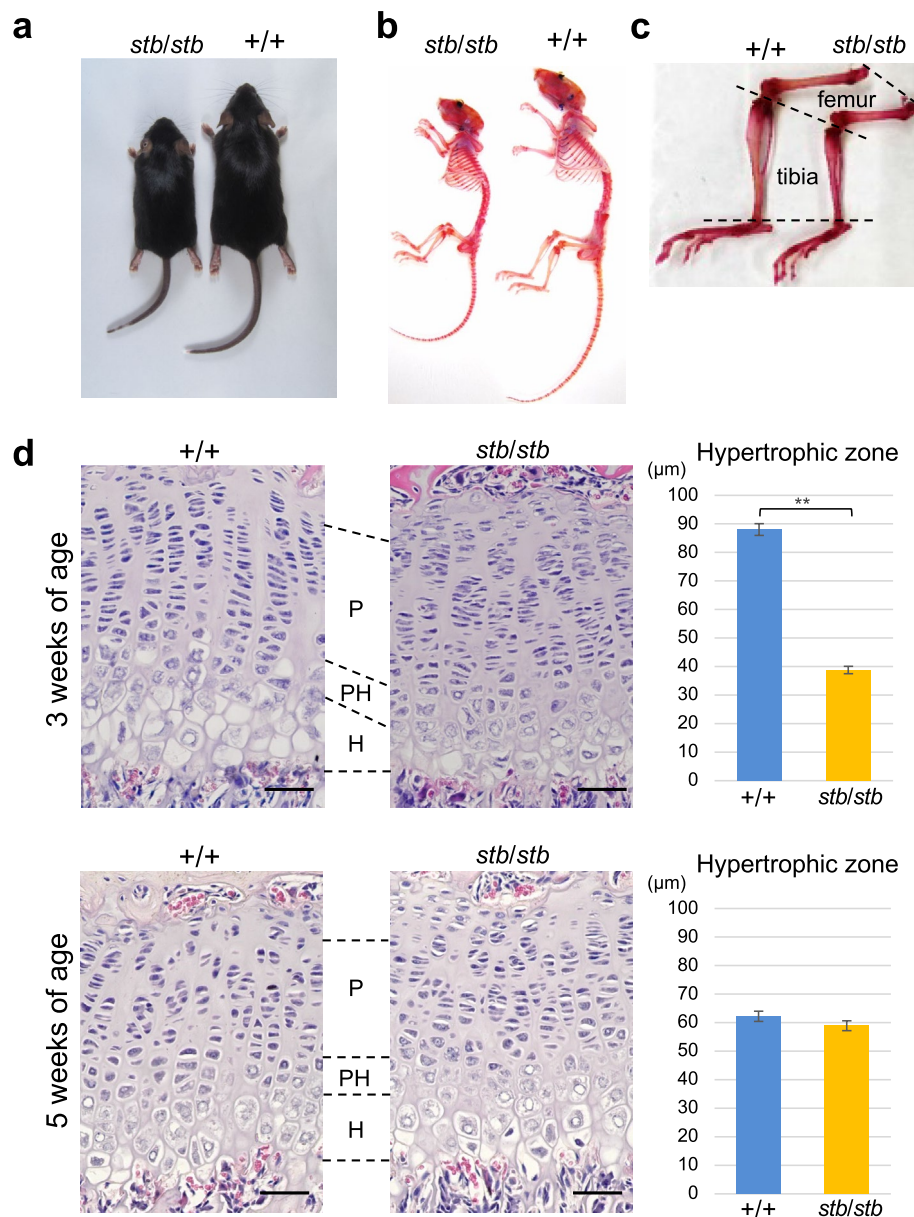 a
stb/stb +/+
b
stb/stb +/+
c
+/+ stb/stb
femur
tibia
d
3 weeks of age
+/+
stb/stb
P
PH
H
Hypertrophic zone
(μm)
100
90
80
70
60
50
40
30
20
10
0
**
+/+ stb/stb
5 weeks of age
+/+
stb/stb
P
PH
H
Hypertrophic zone
(μm)
100
90
80
70
60
50
40
30
20
10
0
+/+ stb/stb